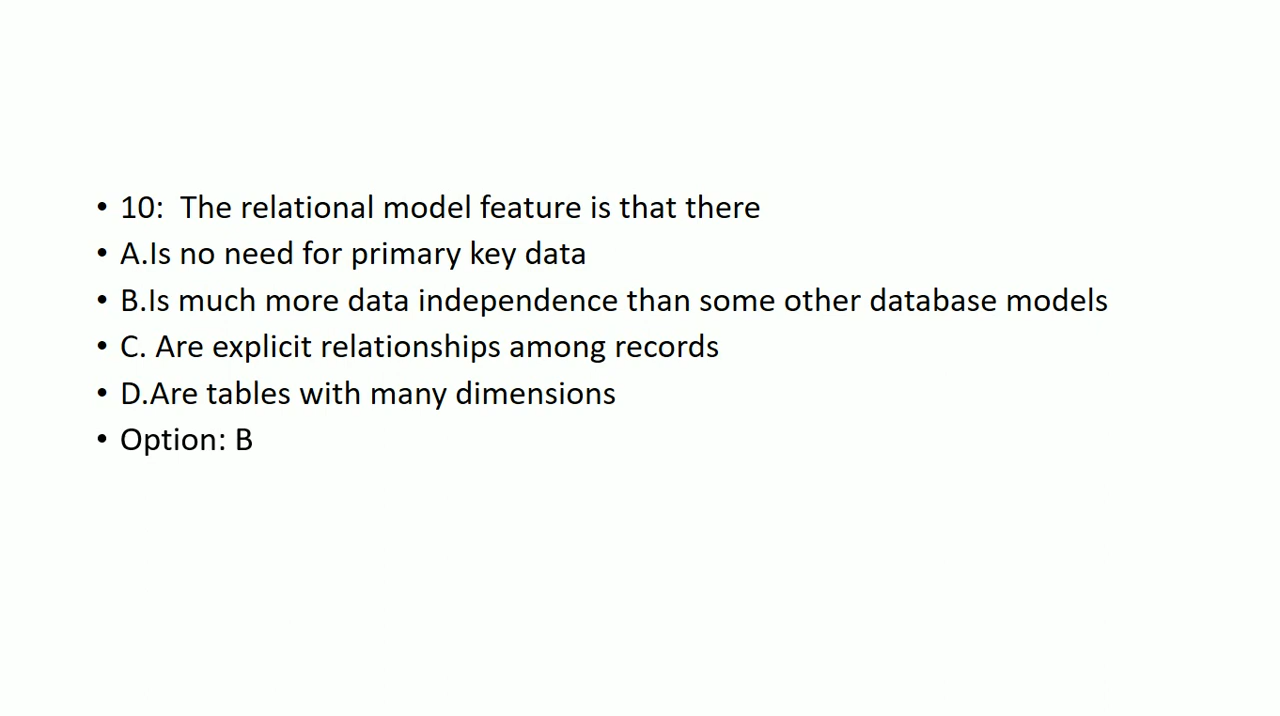 • 10:  The relational model feature is that there
• A.Is no need for primary key data
• B.Is much more data independence than some other database models
• C. Are explicit relationships among records
• D.Are tables with many dimensions
• Option: B